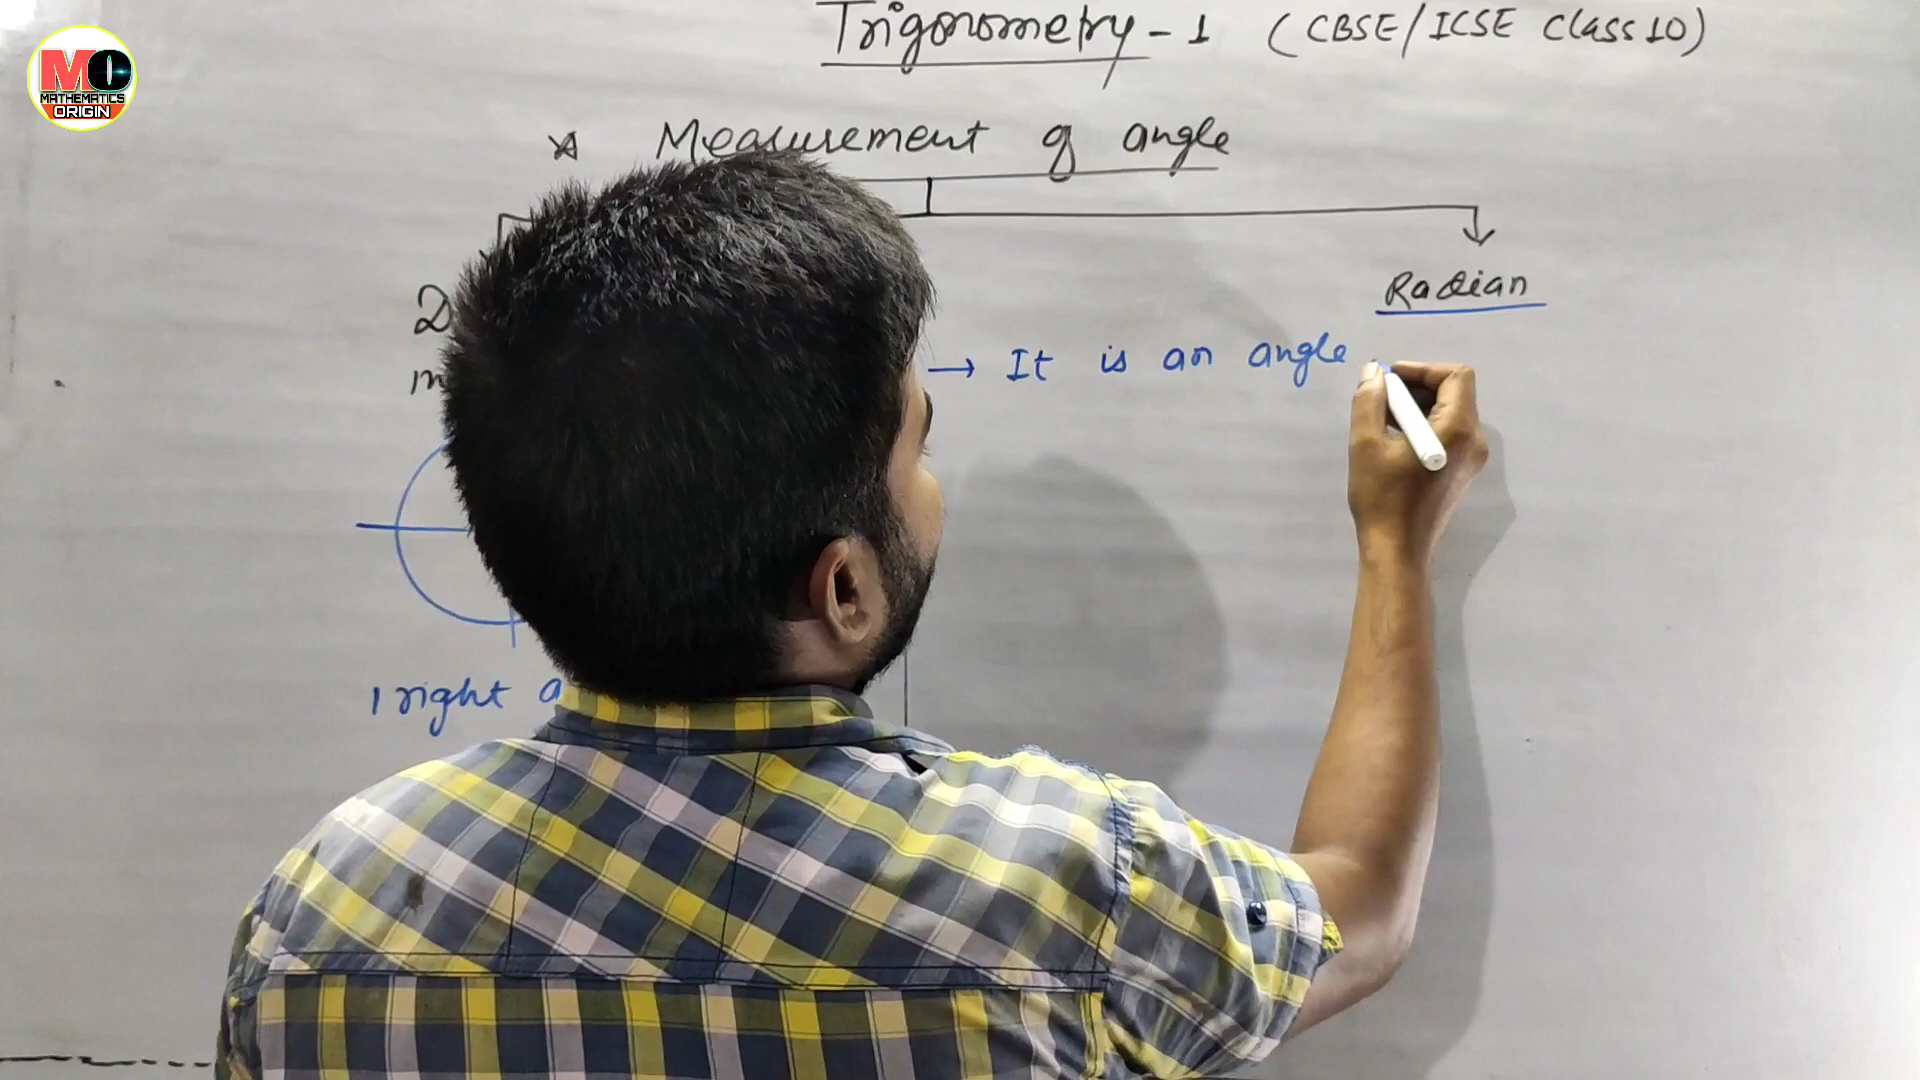 Trigonometry - 1 (CBSE/ICSE Class 10)
MO
MATHEMATICS
ORIGIN
Measurement of angle
Radian
→ It is an angle
1 right a